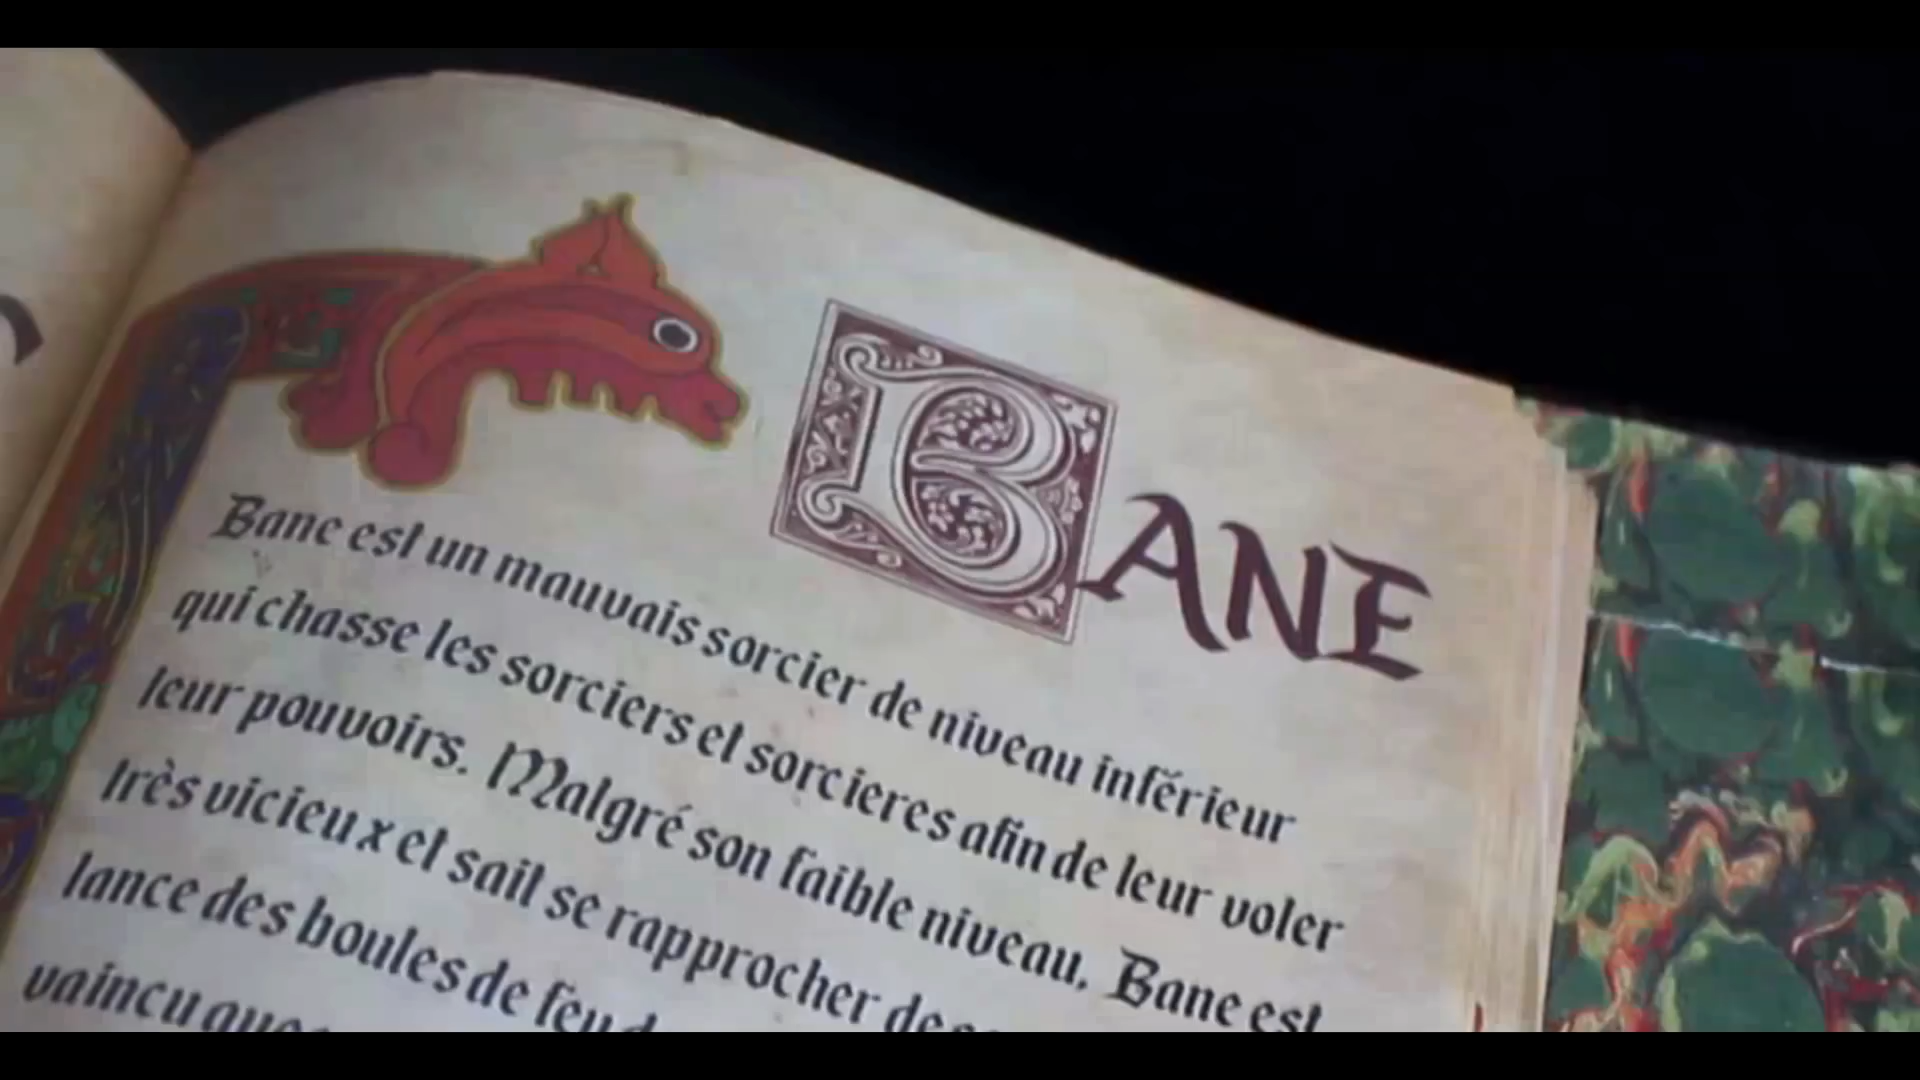 BANE
Bane est un mauvais sorcier de niveau inférieur
qui chasse les sorciers et sorcieres afin de leur voler
leur pouvoirs. Malgré son faible niveau, Bane est
très vicieux et sait se rapprocher de
lance des boules de feu
vaincu